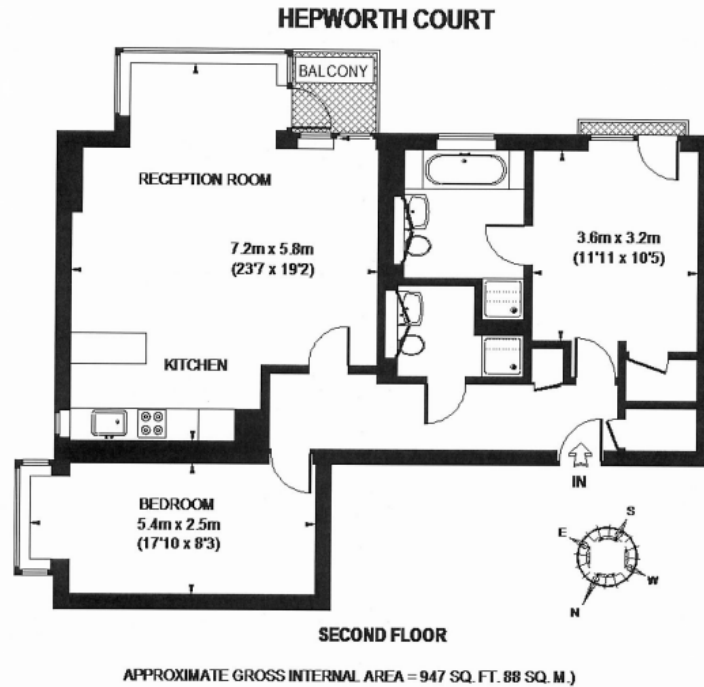 HEPWORTH COURT
BALCONY
RECEPTION ROOM
7.2m x 5.8m
(23'7 x 19'2)
3.6m x 3.2m
(11'11 x 10'5)
KITCHEN
BEDROOM
5.4m x 2.5m
(17'10 x 8'3)
IN
S
E
W
N
SECOND FLOOR
APPROXIMATE GROSS INTERNAL AREA = 947 SQ. FT. 88 SQ. M.)